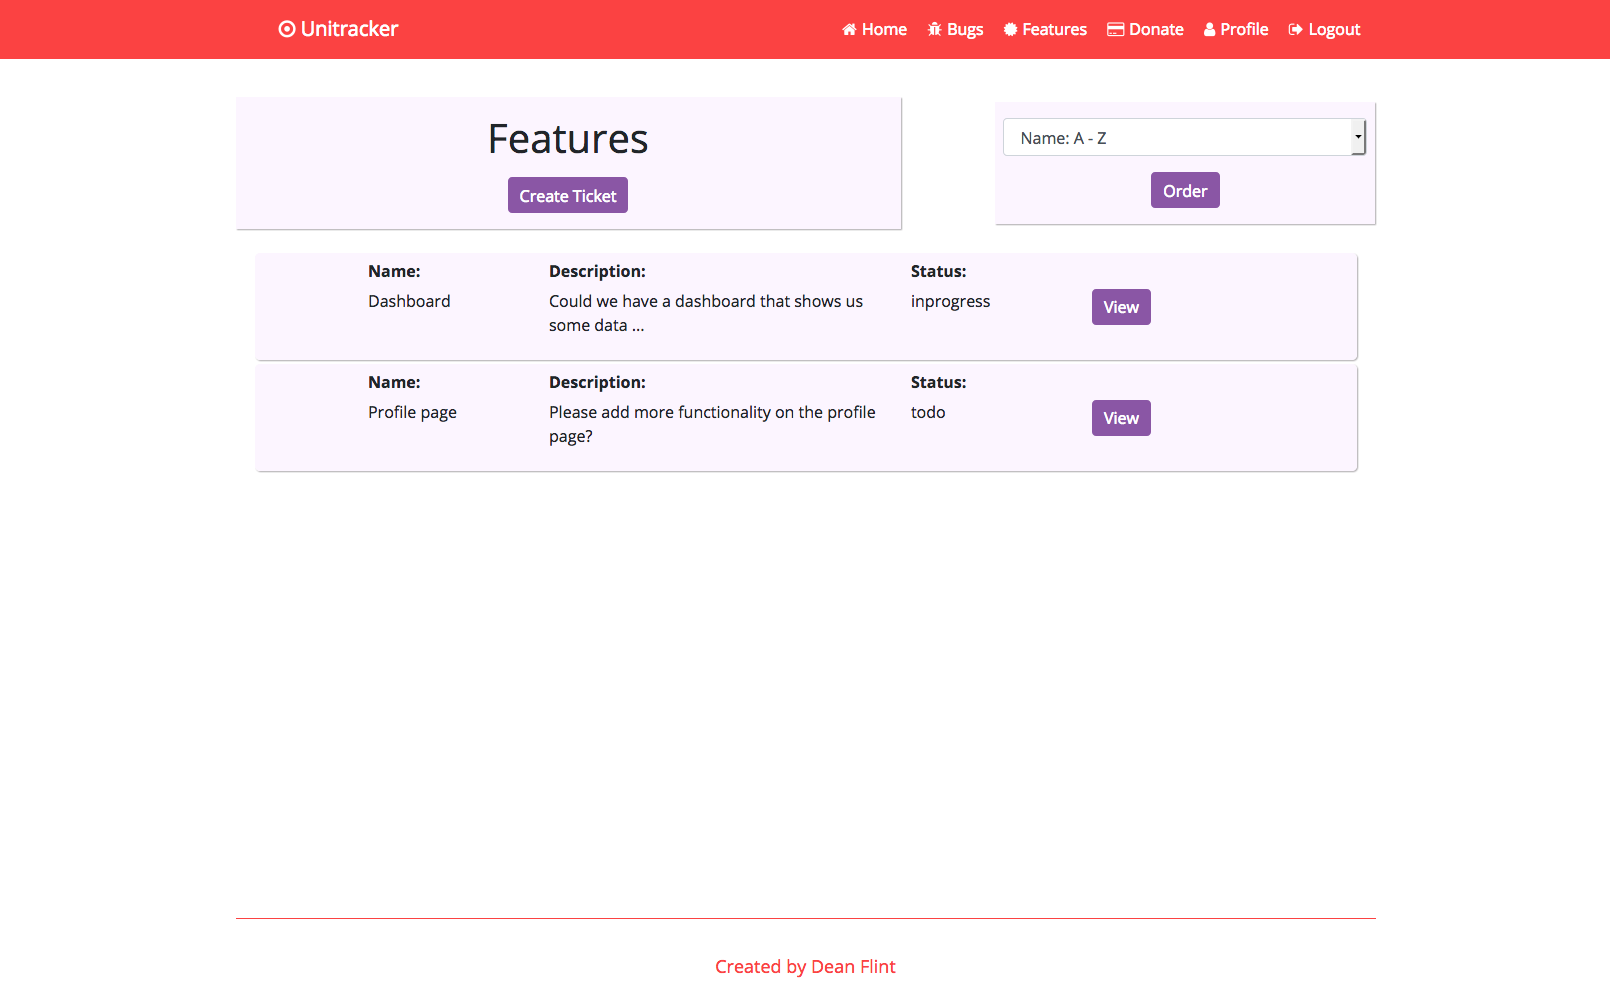 Unitracker
Home Bugs Features Donate Profile Logout
Features
Create Ticket
Name: A - Z
Order
Name: Description: Status:
Dashboard Could we have a dashboard that shows us inprogress View
some data ...
Name: Description: Status:
Profile page Please add more functionality on the profile todo View
page?
Created by Dean Flint